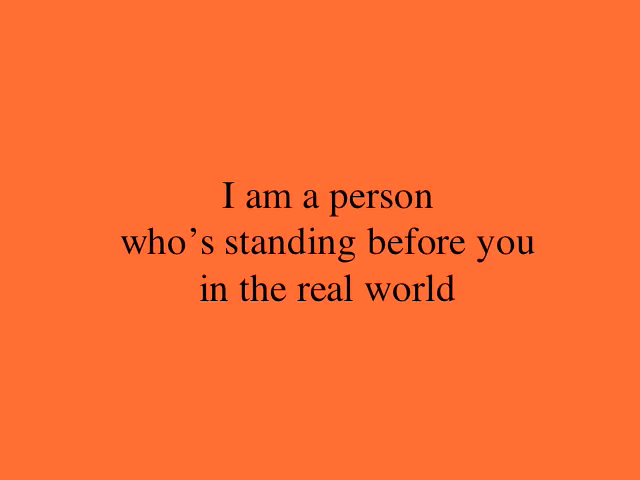 I am a person
who’s standing before you
in the real world